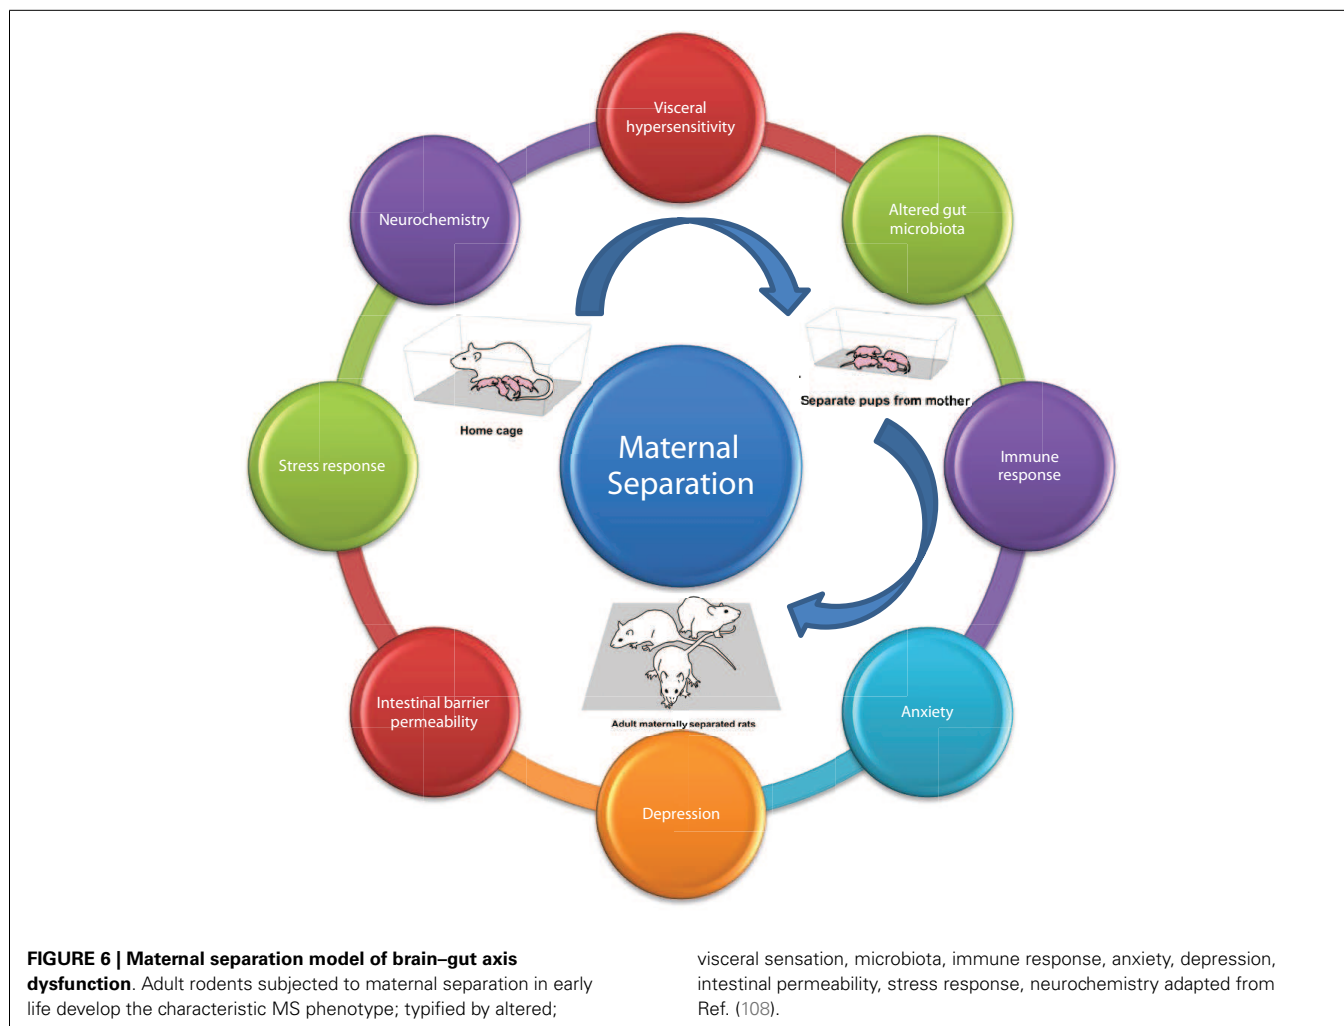 Visceral
hypersensitivity
Altered gut
microbiota
Neurochemistry
Home cage
Separate pups from mother
Maternal
Separation
Stress response
Immune
response
Intestinal barrier
permeability
Adult maternally separated rats
Anxiety
Depression
FIGURE 6 | Maternal separation model of brain–gut axis
dysfunction. Adult rodents subjected to maternal separation in early
life develop the characteristic MS phenotype; typified by altered;
visceral sensation, microbiota, immune response, anxiety, depression,
intestinal permeability, stress response, neurochemistry adapted from
Ref. (108).